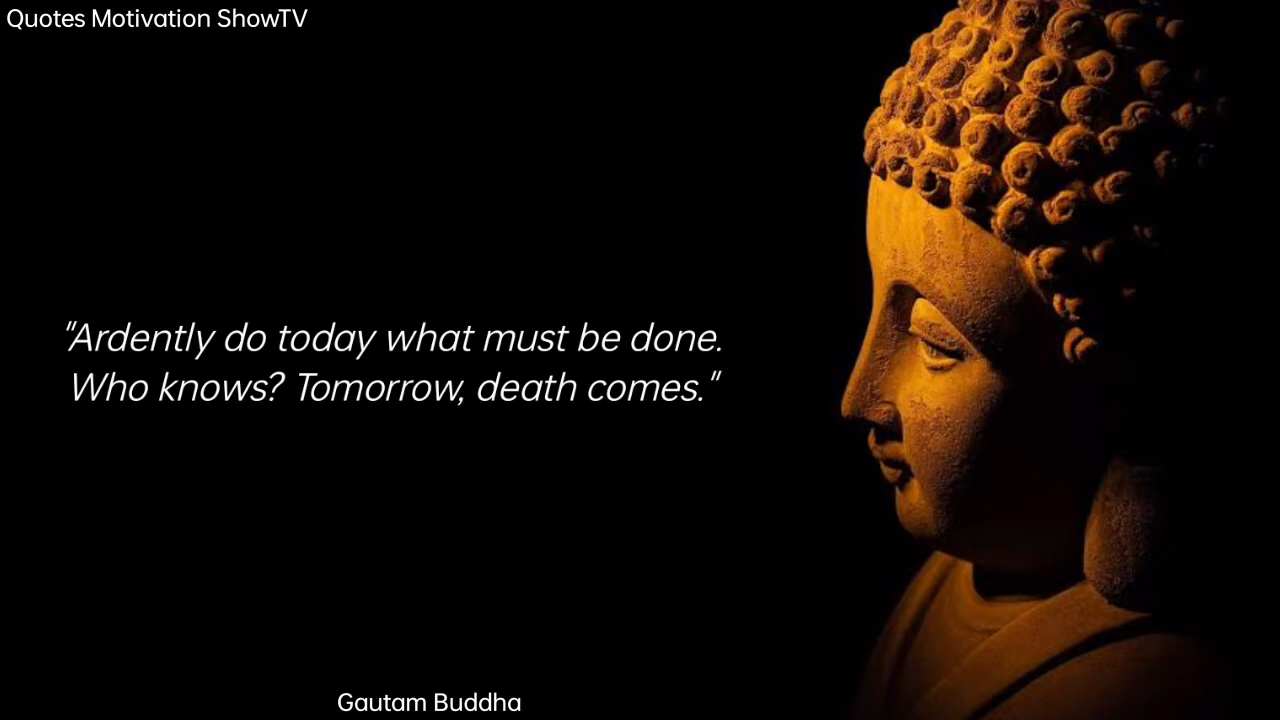 Quotes Motivation ShowTV
"Ardently do today what must be done.
Who knows? Tomorrow, death comes."
Gautam Buddha